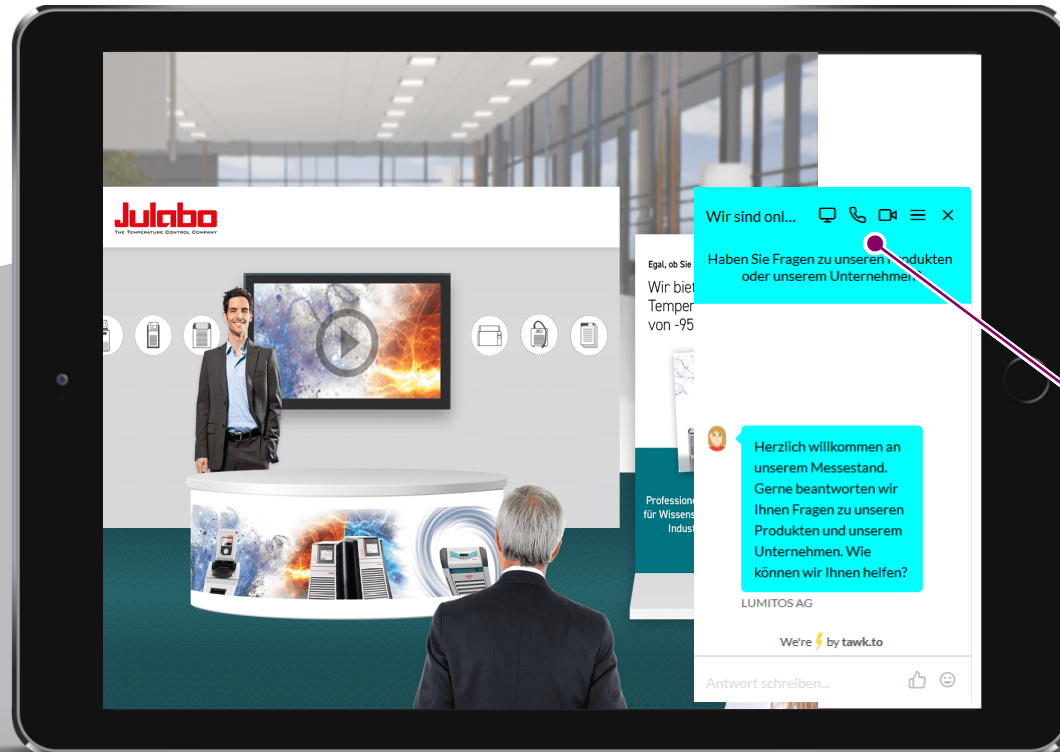 Julabo
THE TEMPERATURE CONTROL COMPANY
Egal, ob Sie
Wir biet
Temper
von -95
Profession
für Wissens
Indust
Wir sind onl...
Haben Sie Fragen zu unseren Produkten
oder unserem Unternehmen?
Herzlich willkommen an
unserem Messestand.
Gerne beantworten wir
Ihnen Fragen zu unseren
Produkten und unserem
Unternehmen. Wie
können wir Ihnen helfen?
LUMITOS AG
We're ⚡ by tawk.to
Antwort schreiben...